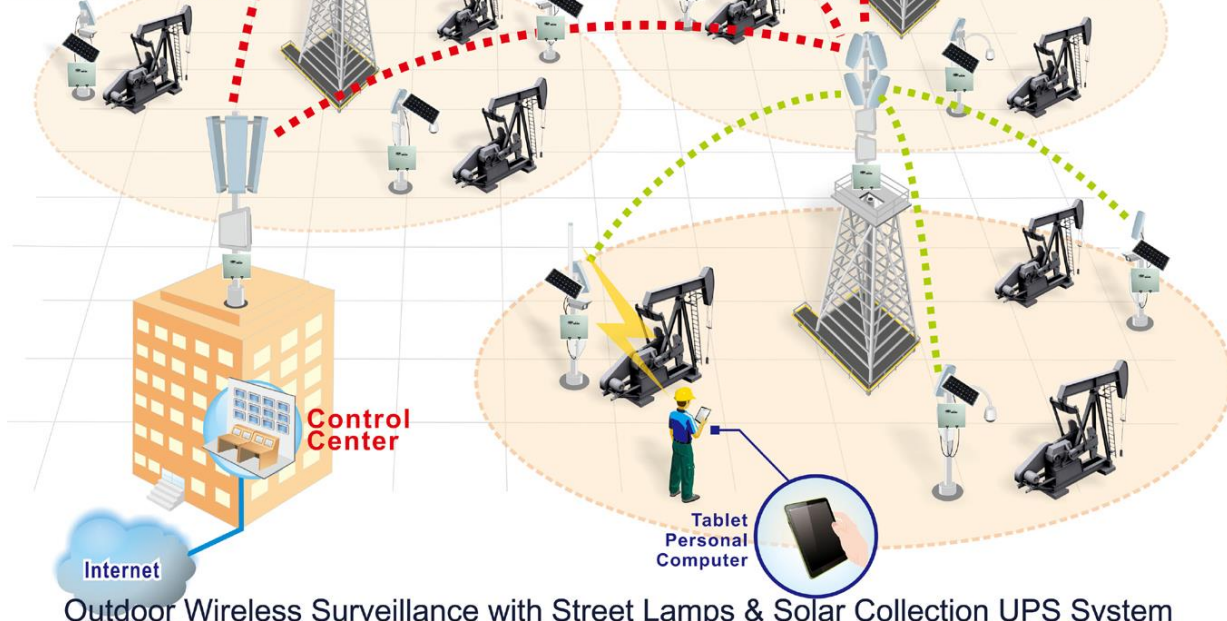 Control
Center
Tablet
Personal
Computer
Internet
Outdoor Wireless Surveillance with Street Lamps & Solar Collection UPS System